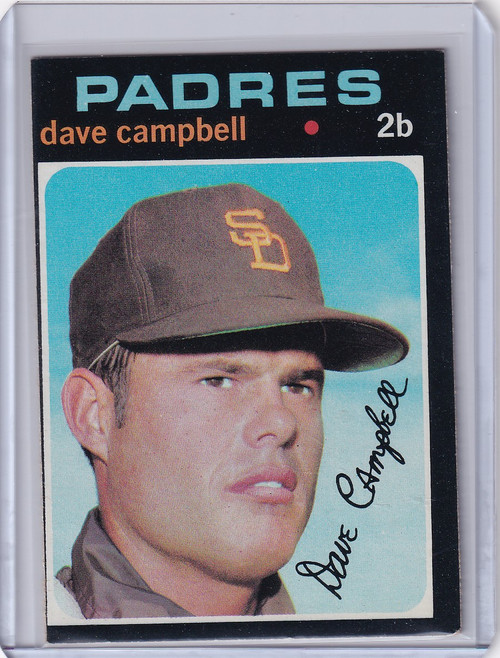 PADRES
dave campbell • 2b
SD
Dave Campbell